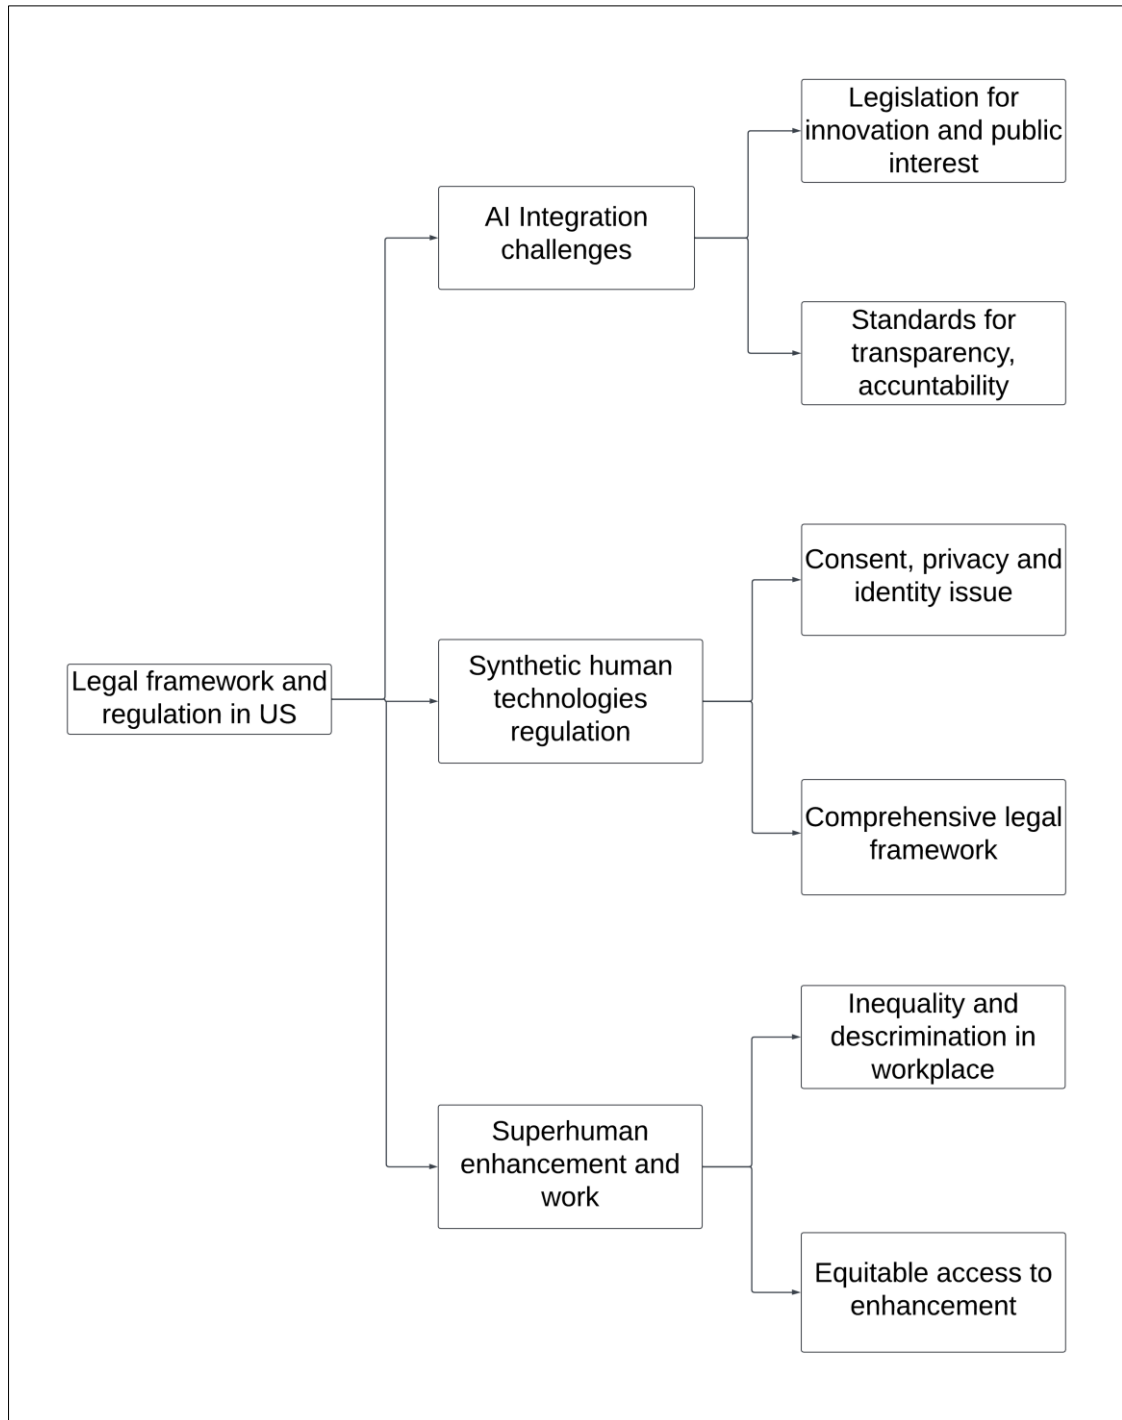 Legislation for
innovation and public
interest
AI Integration
challenges
Standards for
transparency,
accuntability
Consent, privacy and
identity issue
Synthetic human
technologies
regulation
Legal framework and
regulation in US
Comprehensive legal
framework
Inequality and
descrimination in
workplace
Superhuman
enhancement and
work
Equitable access to
enhancement